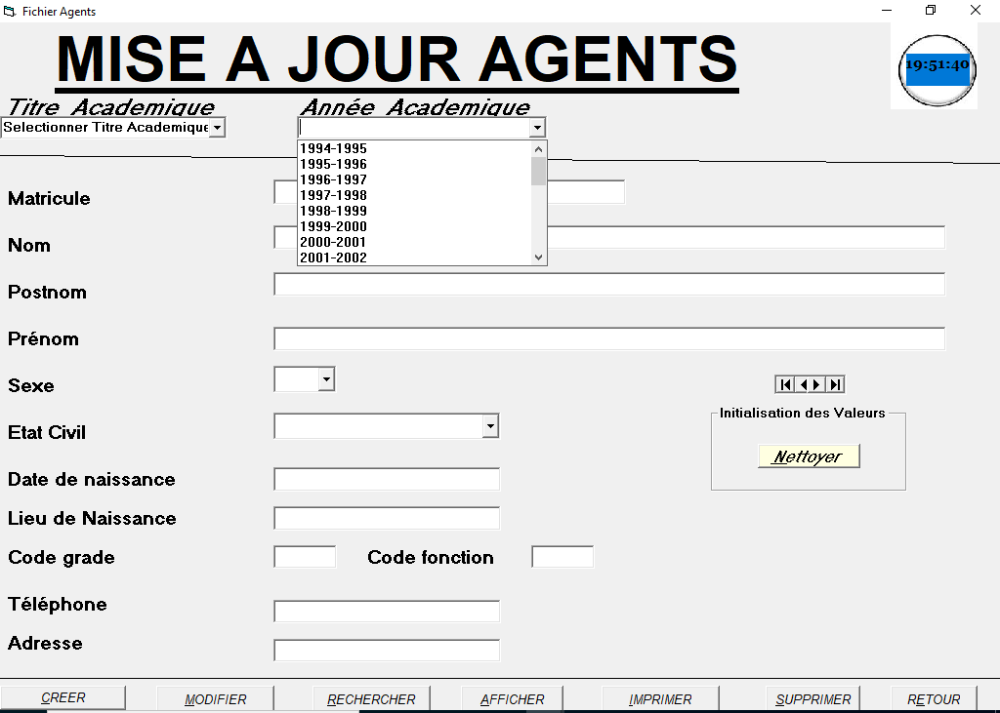 Fichier Agents
MISE A JOUR AGENTS
19:51:40
Titre Academique
Année Academique
Selectionner Titre Academique
1994-1995
1995-1996
1996-1997
1997-1998
1998-1999
1999-2000
2000-2001
2001-2002
Matricule
Nom
Postnom
Prénom
Sexe
Etat Civil
Initialisation des Valeurs
Nettoyer
Date de naissance
Lieu de Naissance
Code grade
Code fonction
Téléphone
Adresse
CREER
MODIFIER
RECHERCHER
AFFICHER
IMPRIMER
SUPPRIMER
RETOUR